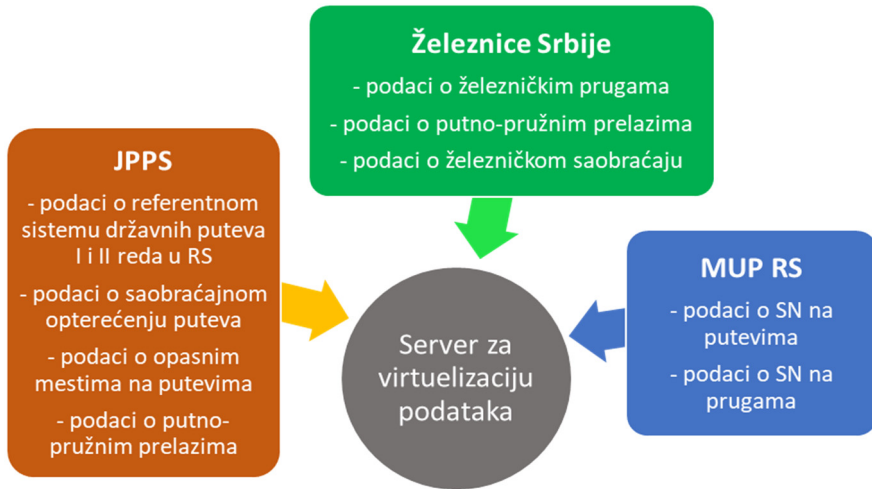 Železnice Srbije
- podaci o železničkim prugama
- podaci o putno-pružnim prelazima
- podaci o železničkom saobraćaju
JPPS
- podaci o referentnom
sistemu državnih puteva
I i II reda u RS
- podaci o saobraćajnom
opterećenju puteva
- podaci o opasnim
mestima na putevima
- podaci o putno-
pružnim prelazima
MUP RS
- podaci o SN na
putevima
- podaci o SN na
prugama
Server za
virtuelizaciju
podataka